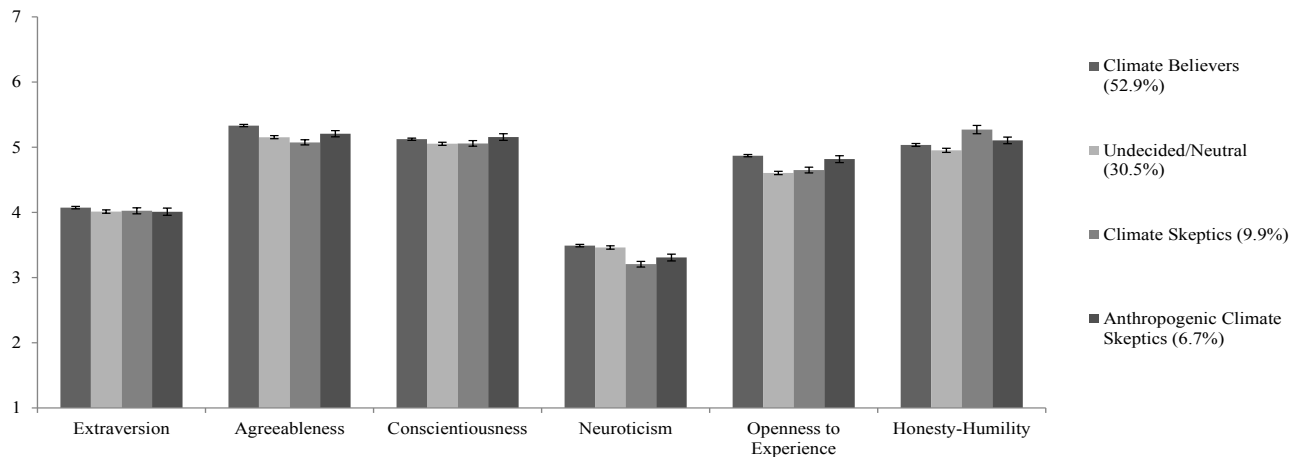 7
6
5
4
3
2
1
Extraversion
Agreeableness
Conscientiousness
Neuroticism
Openness to
Experience
Honesty-Humility
Climate Believers
(52.9%)
Undecided/Neutral
(30.5%)
Climate Skeptics (9.9%)
Anthropogenic Climate
Skeptics (6.7%)